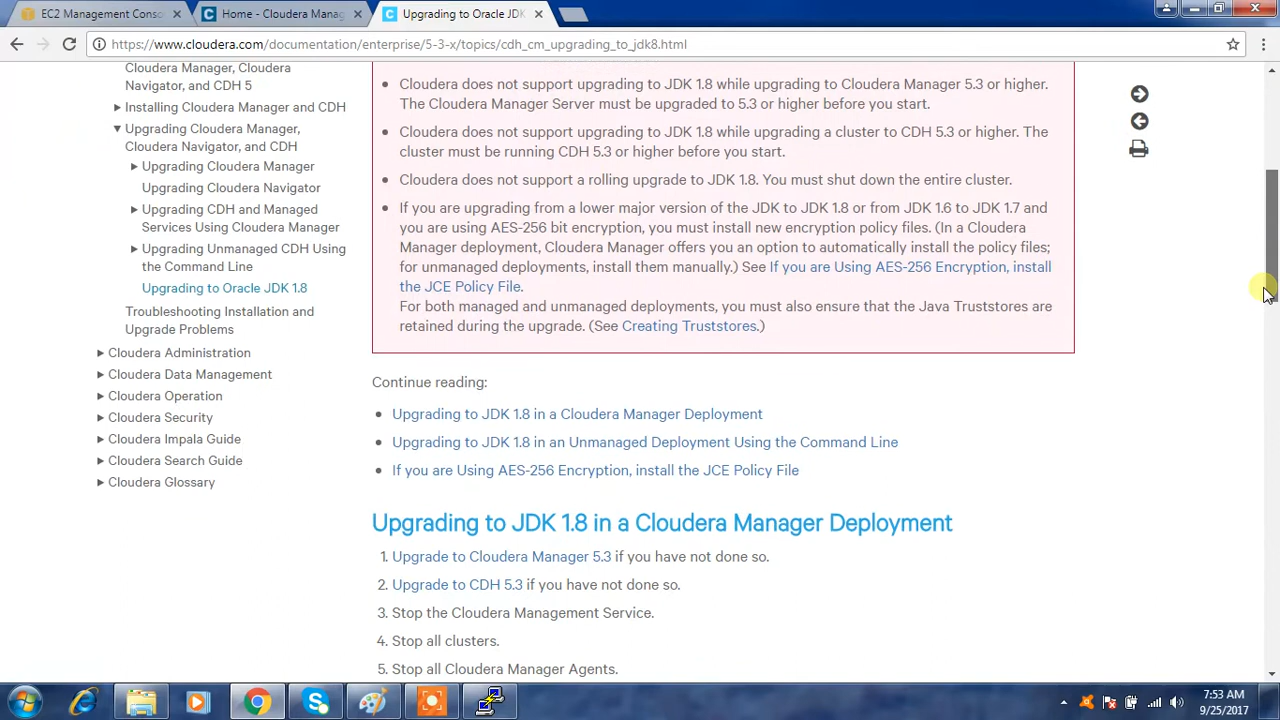 EC2 Management Conso
Home - Cloudera Manag
Upgrading to Oracle JDK
https://www.cloudera.com/documentation/enterprise/5-3-x/topics/cdh_cm_upgrading_to_jdk8.html
Cloudera Manager, Cloudera
Navigator, and CDH 5
Installing Cloudera Manager and CDH
Upgrading Cloudera Manager,
Cloudera Navigator, and CDH
Upgrading Cloudera Manager
Upgrading Cloudera Navigator
Upgrading CDH and Managed
Services Using Cloudera Manager
Upgrading Unmanaged CDH Using
the Command Line
Upgrading to Oracle JDK 1.8
Troubleshooting Installation and
Upgrade Problems
Cloudera Administration
Cloudera Data Management
Cloudera Operation
Cloudera Security
Cloudera Impala Guide
Cloudera Search Guide
Cloudera Glossary
Cloudera does not support upgrading to JDK 1.8 while upgrading to Cloudera Manager 5.3 or higher.
The Cloudera Manager Server must be upgraded to 5.3 or higher before you start.
Cloudera does not support upgrading to JDK 1.8 while upgrading a cluster to CDH 5.3 or higher. The
cluster must be running CDH 5.3 or higher before you start.
Cloudera does not support a rolling upgrade to JDK 1.8. You must shut down the entire cluster.
If you are upgrading from a lower major version of the JDK to JDK 1.8 or from JDK 1.6 to JDK 1.7 and
you are using AES-256 bit encryption, you must install new encryption policy files. (In a Cloudera
Manager deployment, Cloudera Manager offers you an option to automatically install the policy files;
for unmanaged deployments, install them manually.) See If you are Using AES-256 Encryption, install
the JCE Policy File.
For both managed and unmanaged deployments, you must also ensure that the Java Truststores are
retained during the upgrade. (See Creating Truststores.)
Continue reading:
Upgrading to JDK 1.8 in a Cloudera Manager Deployment
Upgrading to JDK 1.8 in an Unmanaged Deployment Using the Command Line
If you are Using AES-256 Encryption, install the JCE Policy File
Upgrading to JDK 1.8 in a Cloudera Manager Deployment
1. Upgrade to Cloudera Manager 5.3 if you have not done so.
2. Upgrade to CDH 5.3 if you have not done so.
3. Stop the Cloudera Management Service.
4. Stop all clusters.
5. Stop all Cloudera Manager Agents.
7:53 AM
9/25/2017